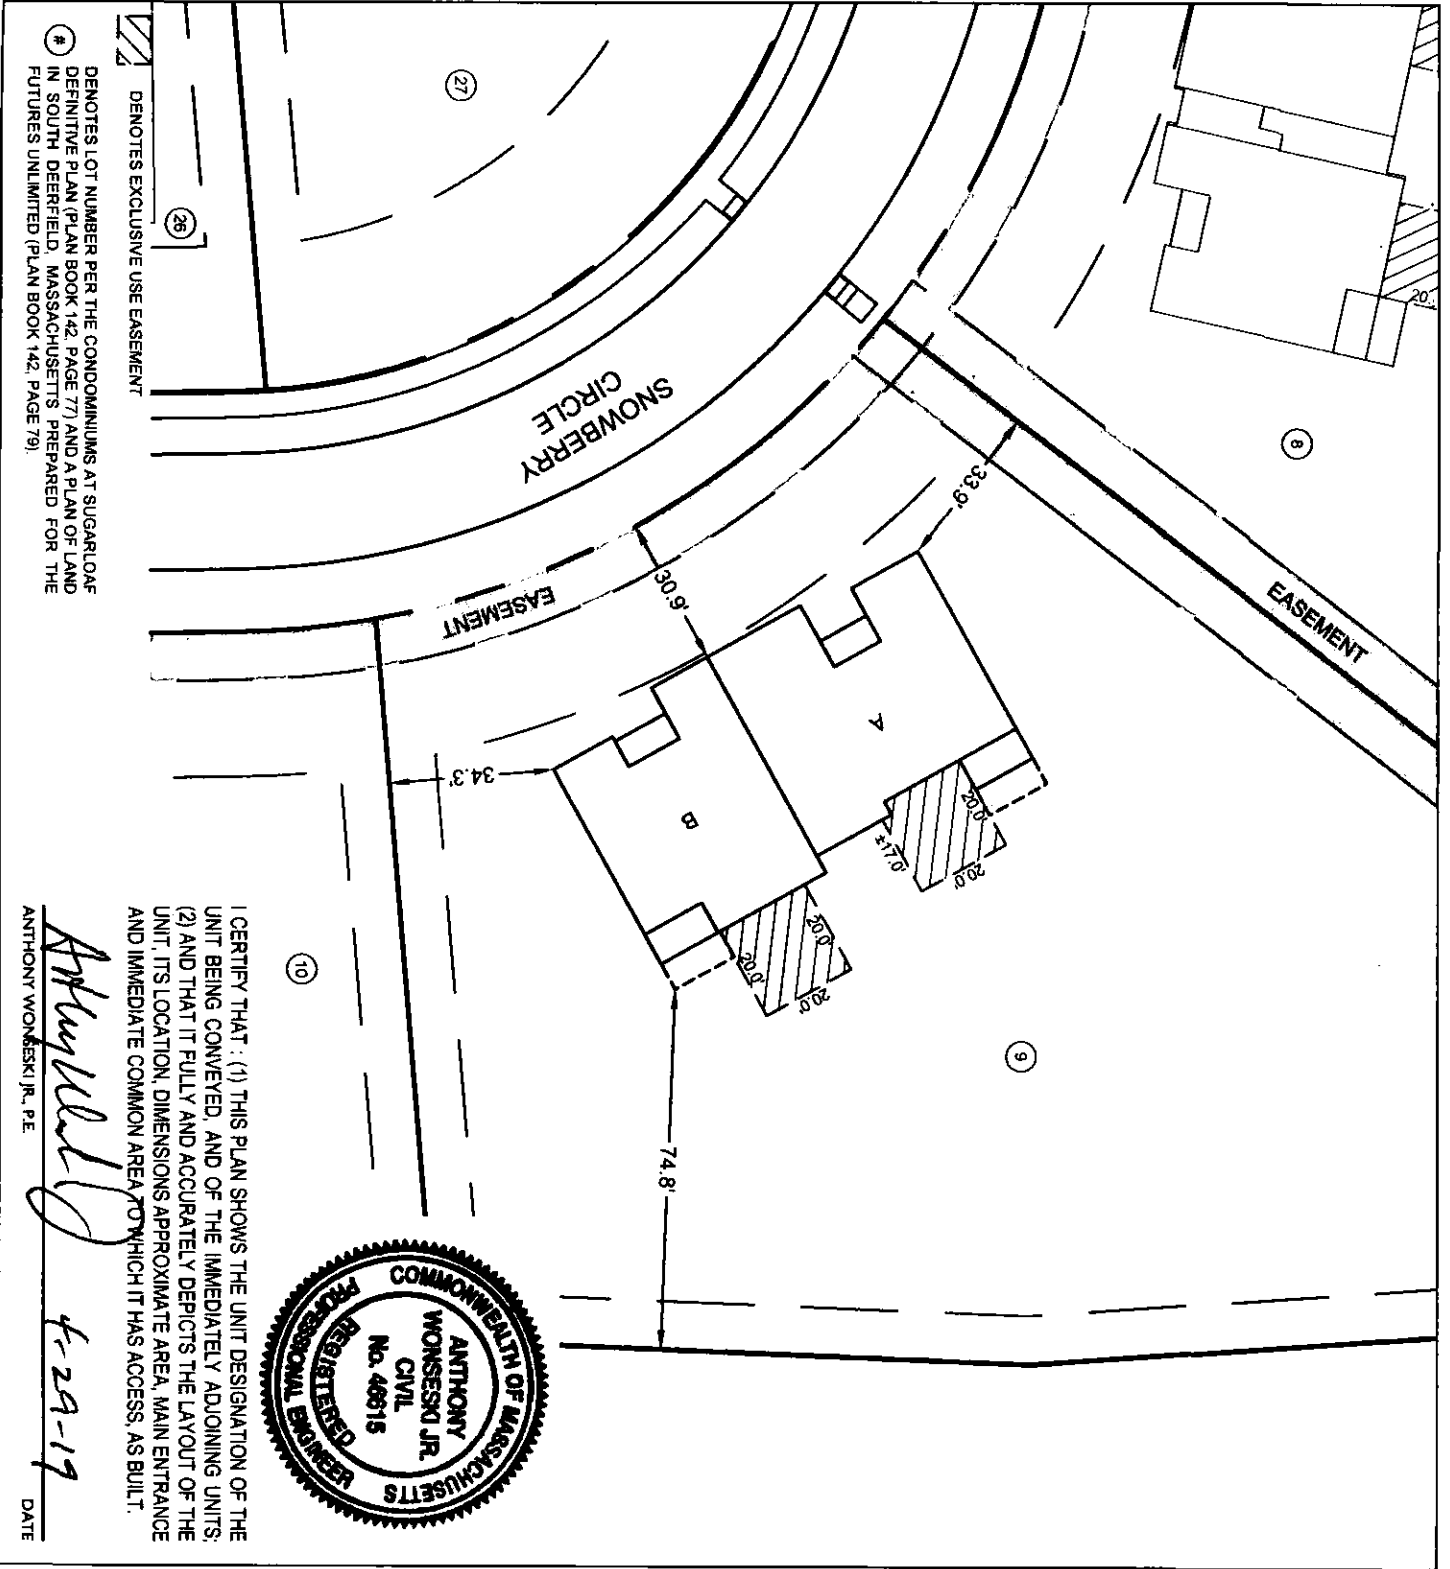 20.
8
EASEMENT
33.9'
SNOWBERRY
CIRCLE
27
26
30.9'
EASEMENT
A
B
34.3'
20.0'
±17.0'
20.0'
20.0'
20.0'
20.0'
9
10
74.8'
DENOTES EXCLUSIVE USE EASEMENT
#
DENOTES LOT NUMBER PER THE CONDOMINIUMS AT SUGARLOAF
DEFINITIVE PLAN (PLAN BOOK 142, PAGE 77) AND A PLAN OF LAND
IN SOUTH DEERFIELD, MASSACHUSETTS PREPARED FOR THE
FUTURES UNLIMITED (PLAN BOOK 142, PAGE 79).
COMMONWEALTH OF MASSACHUSETTS
ANTHONY
WONSESKI JR.
CIVIL
No. 46615
REGISTERED
PROFESSIONAL ENGINEER
I CERTIFY THAT : (1) THIS PLAN SHOWS THE UNIT DESIGNATION OF THE
UNIT BEING CONVEYED, AND OF THE IMMEDIATELY ADJOINING UNITS;
(2) AND THAT IT FULLY AND ACCURATELY DEPICTS THE LAYOUT OF THE
UNIT, ITS LOCATION, DIMENSIONS APPROXIMATE AREA, MAIN ENTRANCE
AND IMMEDIATE COMMON AREA TO WHICH IT HAS ACCESS, AS BUILT.
4-29-19
ANTHONY WONSESKI JR., P.E.
DATE